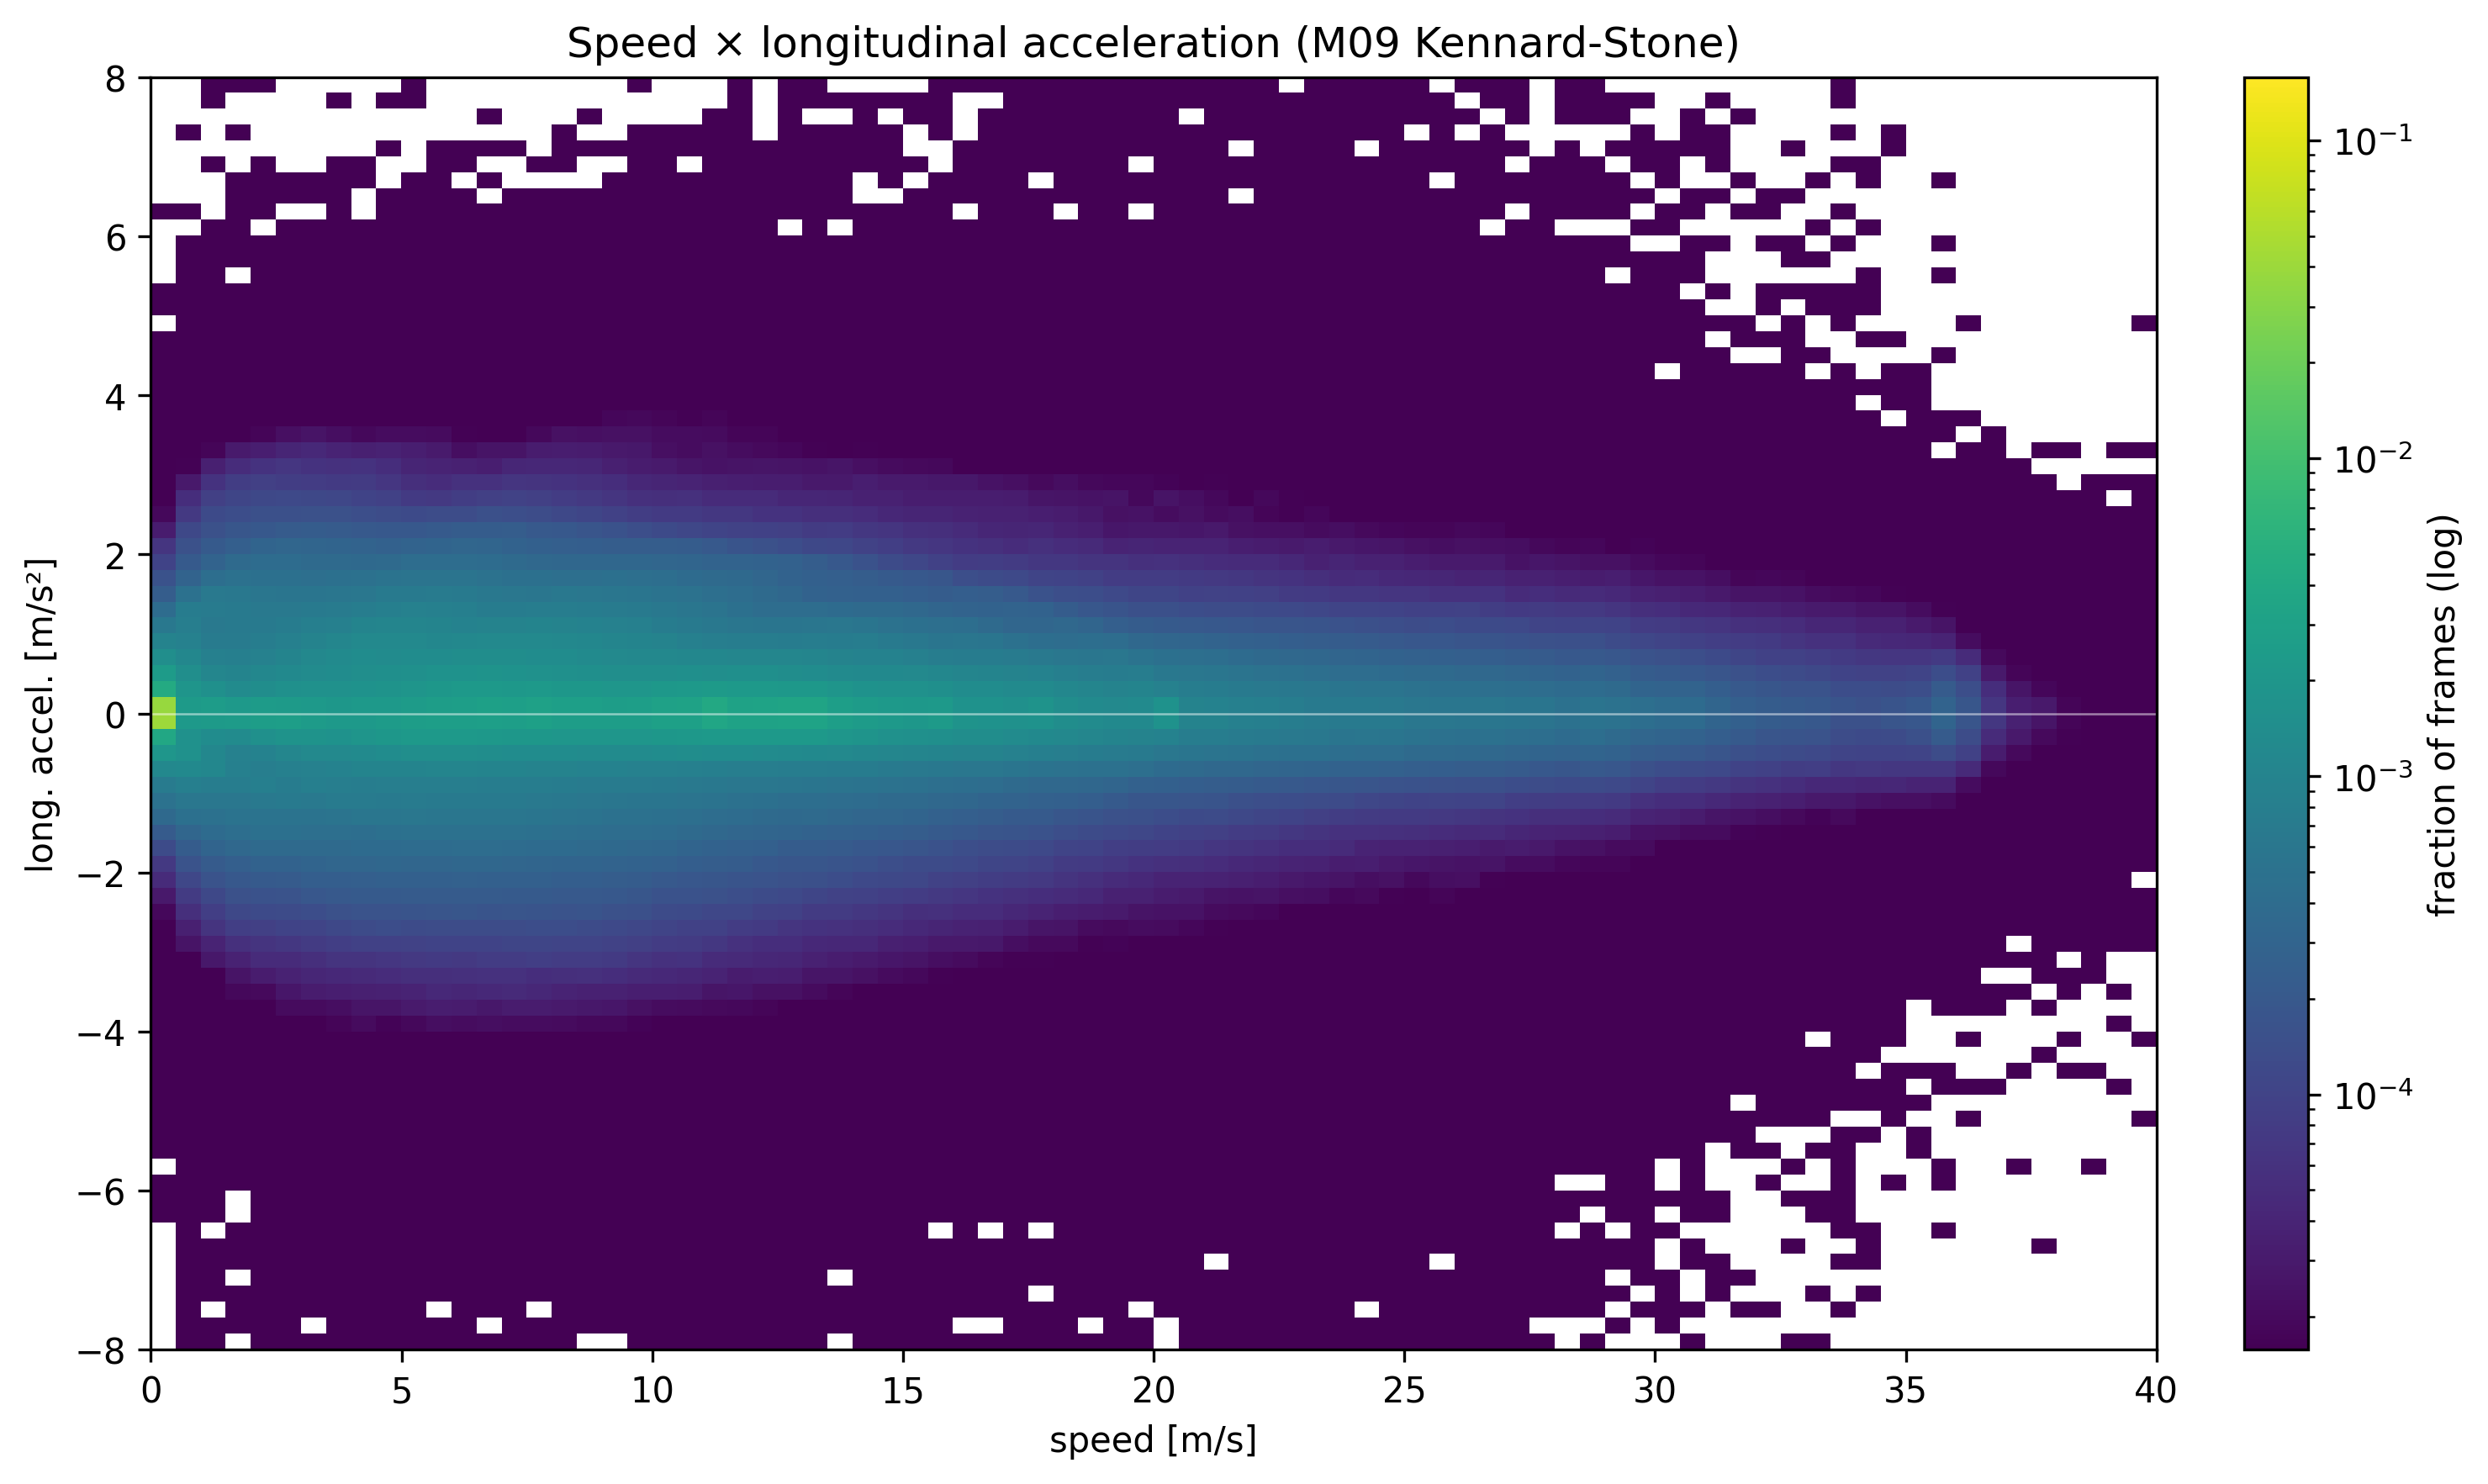 Speed × longitudinal acceleration (M09 Kennard-Stone)
8
6
4
2
0
−2
−4
−6
−8
long. accel. [m/s²]
0 5 10 15 20 25 30 35 40
speed [m/s]
10⁻¹
10⁻²
10⁻³
10⁻⁴
fraction of frames (log)